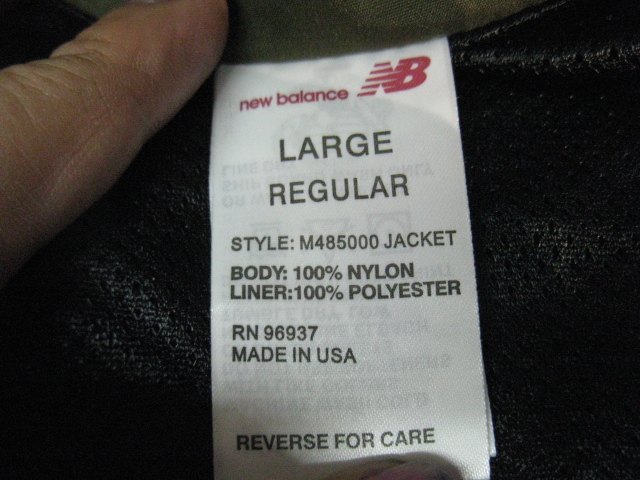 new balance NB
LARGE
REGULAR
STYLE: M485000 JACKET
BODY: 100% NYLON
LINER:100% POLYESTER
RN 96937
MADE IN USA
REVERSE FOR CARE